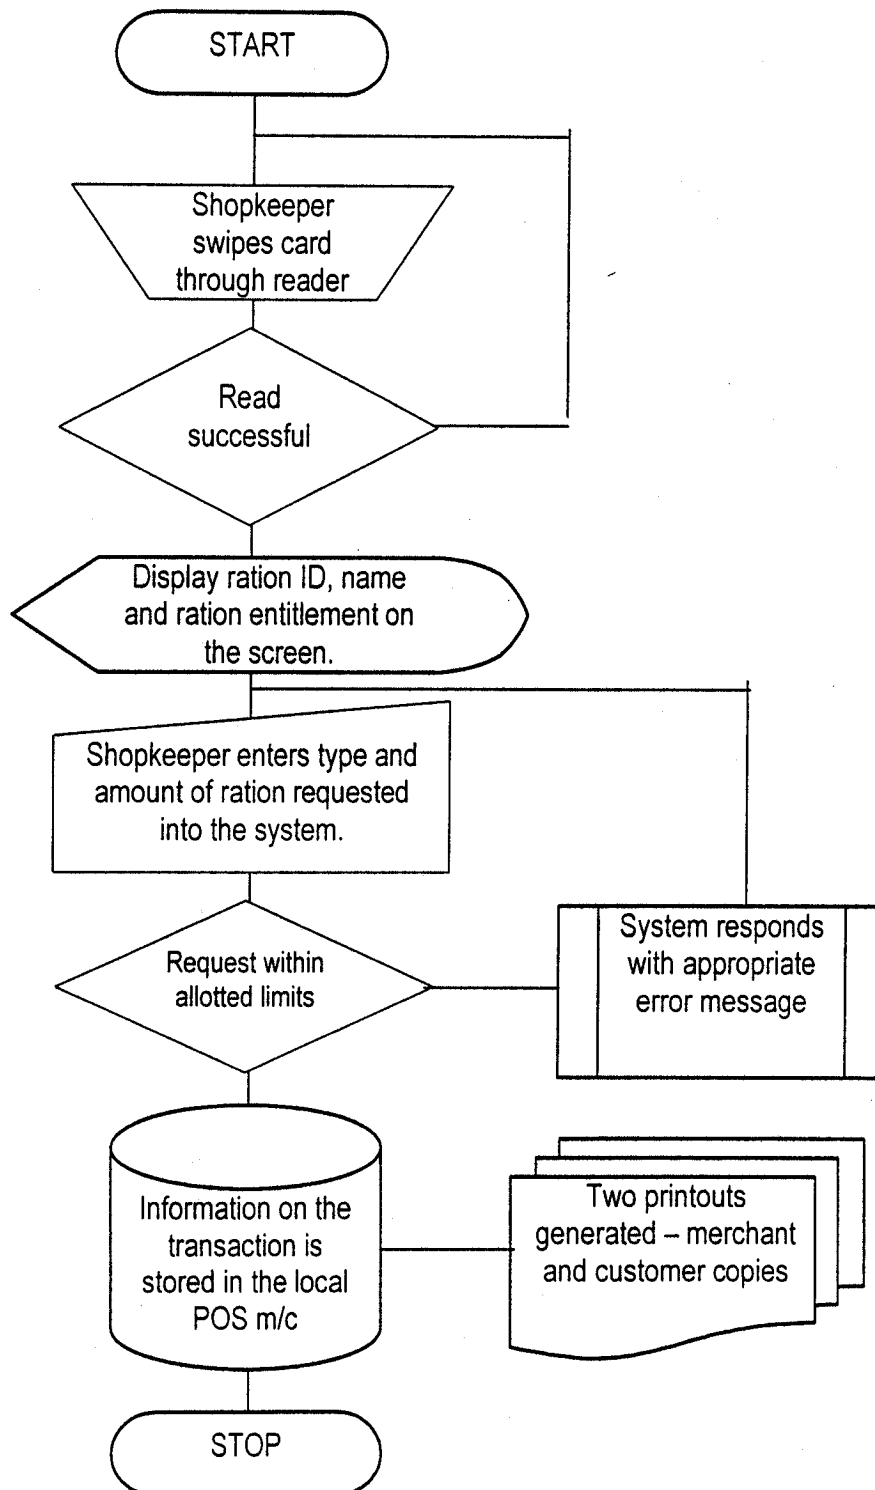 START
Shopkeeper
swipes card
through reader
Read
successful
Display ration ID, name
and ration entitlement on
the screen.
Shopkeeper enters type and
amount of ration requested
into the system.
Request within
allotted limits
System responds
with appropriate
error message
Information on the
transaction is
stored in the local
POS m/c
Two printouts
generated – merchant
and customer copies
STOP